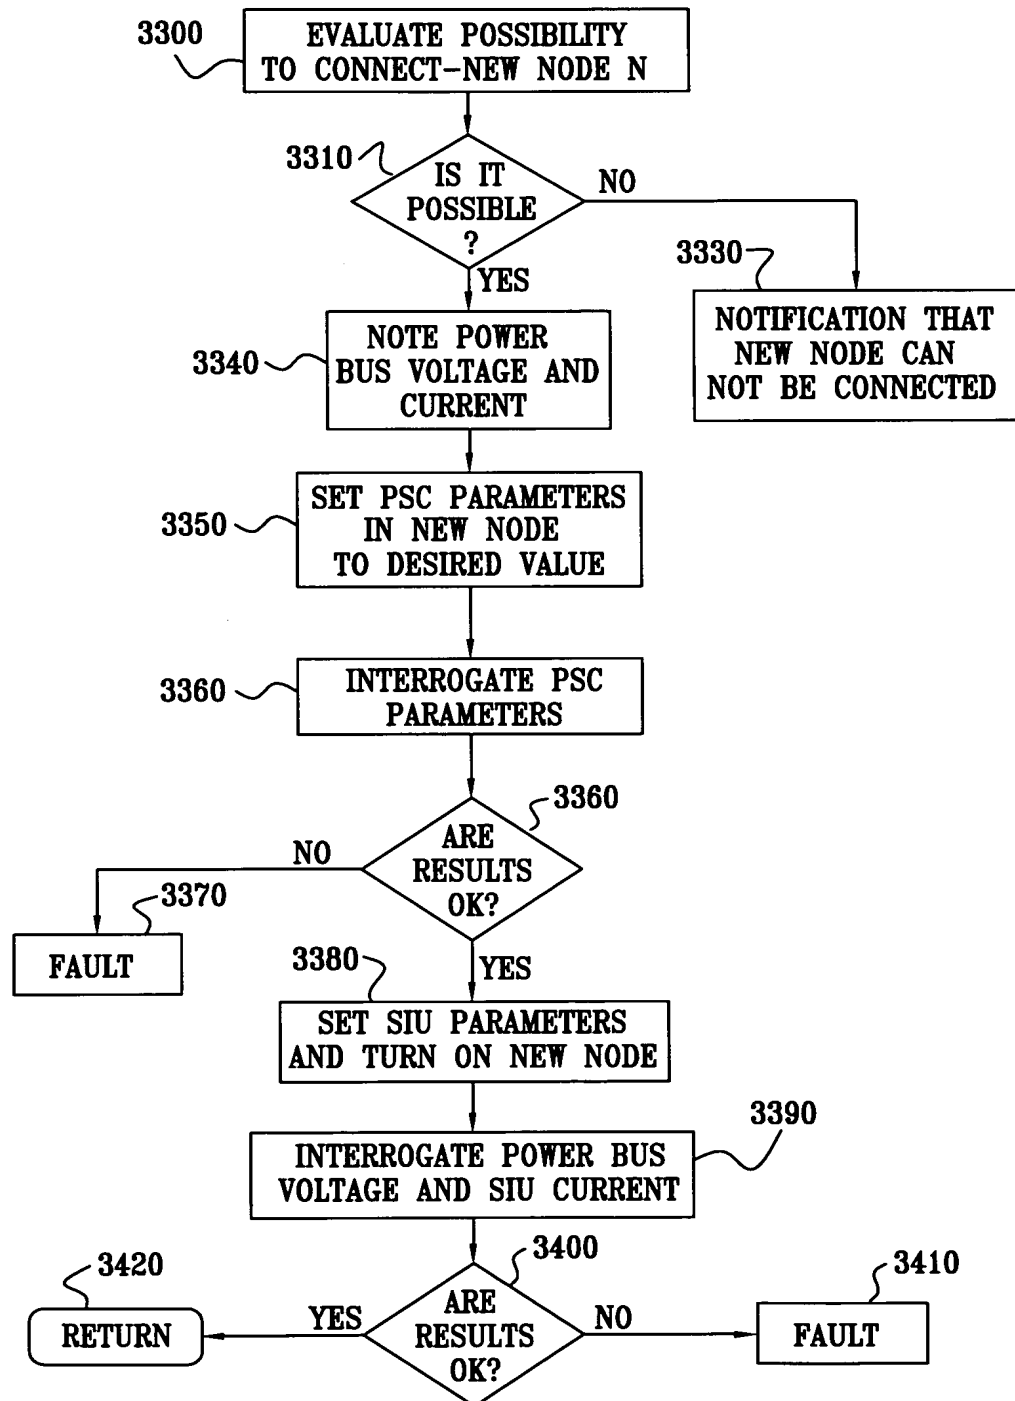 3300
EVALUATE POSSIBILITY
TO CONNECT-NEW NODE N
3310
IS IT
POSSIBLE
?
NO
YES
3330
NOTIFICATION THAT
NEW NODE CAN
NOT BE CONNECTED
3340
NOTE POWER
BUS VOLTAGE AND
CURRENT
3350
SET PSC PARAMETERS
IN NEW NODE
TO DESIRED VALUE
3360
INTERROGATE PSC
PARAMETERS
3360
ARE
RESULTS
OK?
NO
3370
FAULT
YES
3380
SET SIU PARAMETERS
AND TURN ON NEW NODE
3390
INTERROGATE POWER BUS
VOLTAGE AND SIU CURRENT
3400
ARE
RESULTS
OK?
YES
3420
RETURN
NO
3410
FAULT